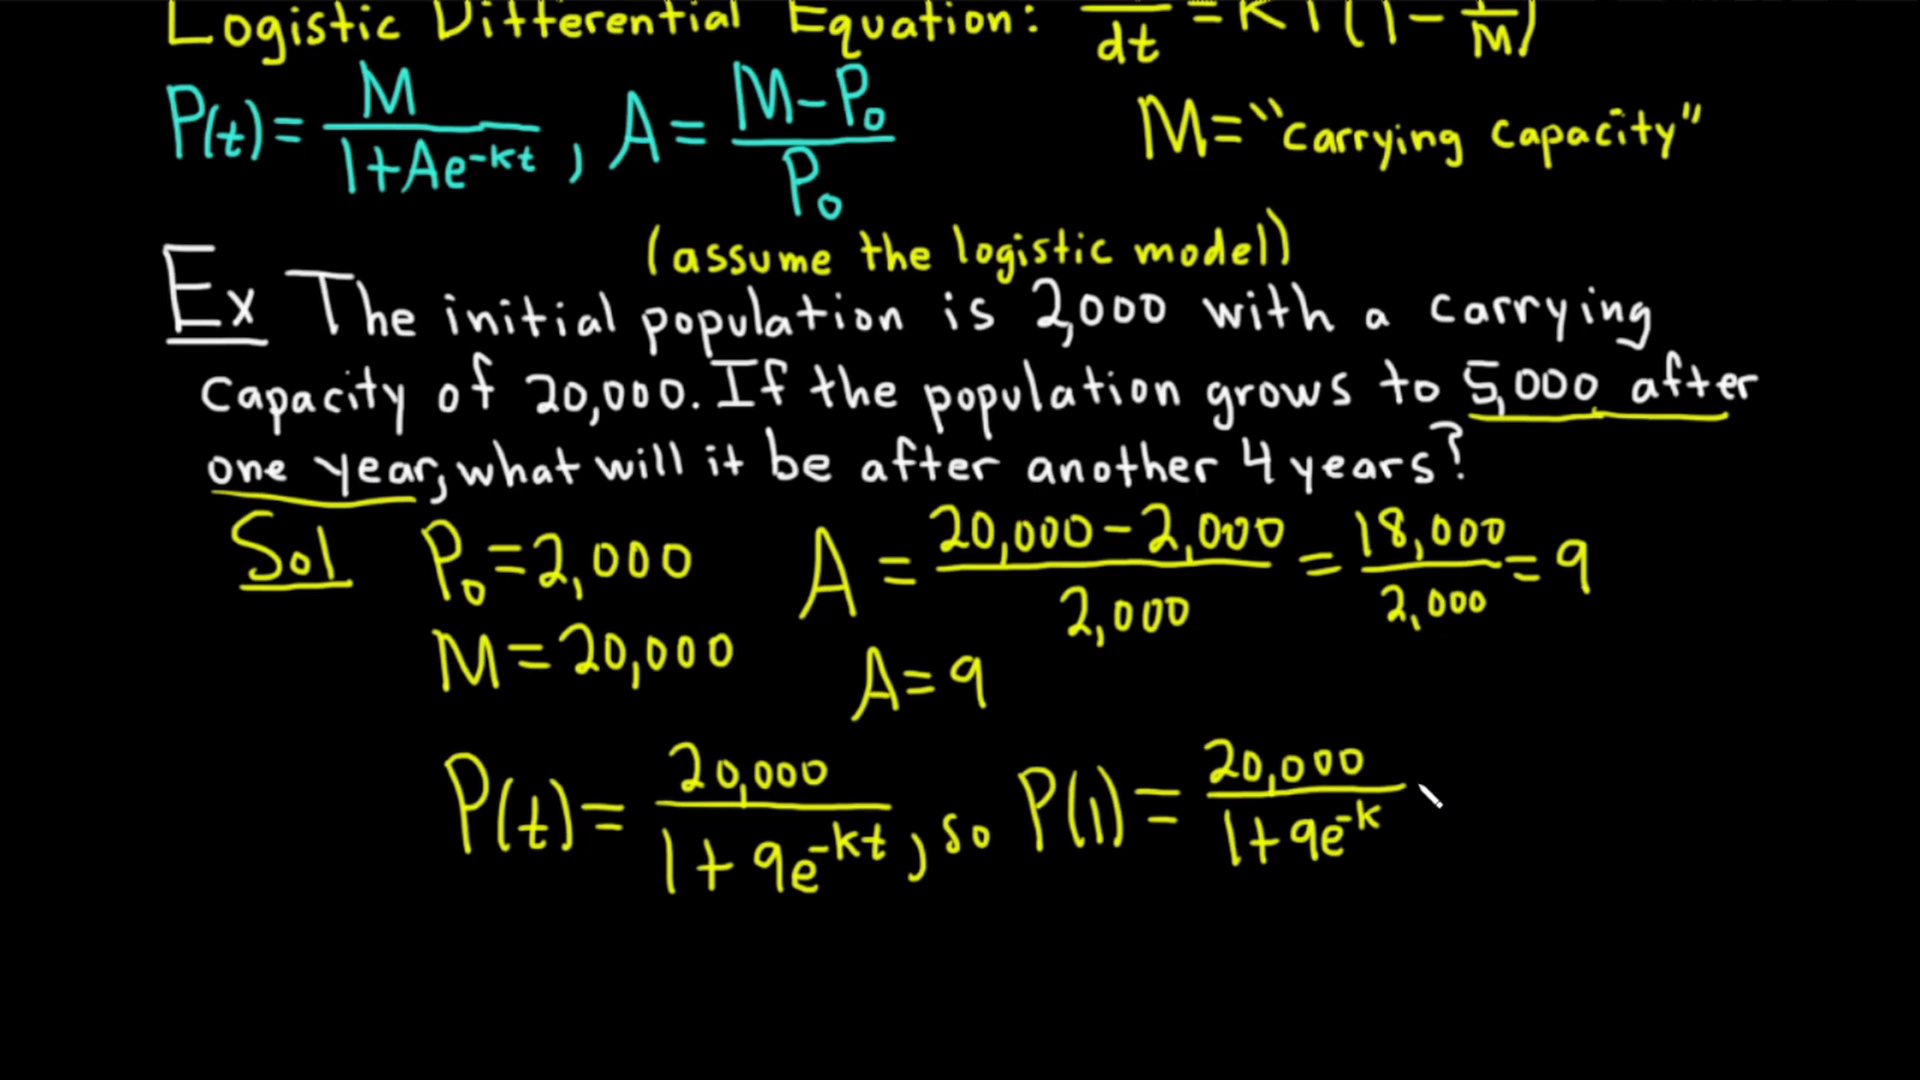 Logistic Differential Equation: dt = KP(1 - P/M)
P(t) = M/(1+Ae^-kt), A = (M-P₀)/P₀ M = "carrying capacity"
(assume the logistic model)
Ex The initial population is 2,000 with a carrying
capacity of 20,000. If the population grows to 5,000 after
one year, what will it be after another 4 years?
Sol P₀ = 2,000 A = (20,000 - 2,000)/2,000 = 18,000/2,000 = 9
M = 20,000 A = 9
P(t) = 20,000/(1+9e^-kt), so P(1) = 20,000/(1+9e^-k)